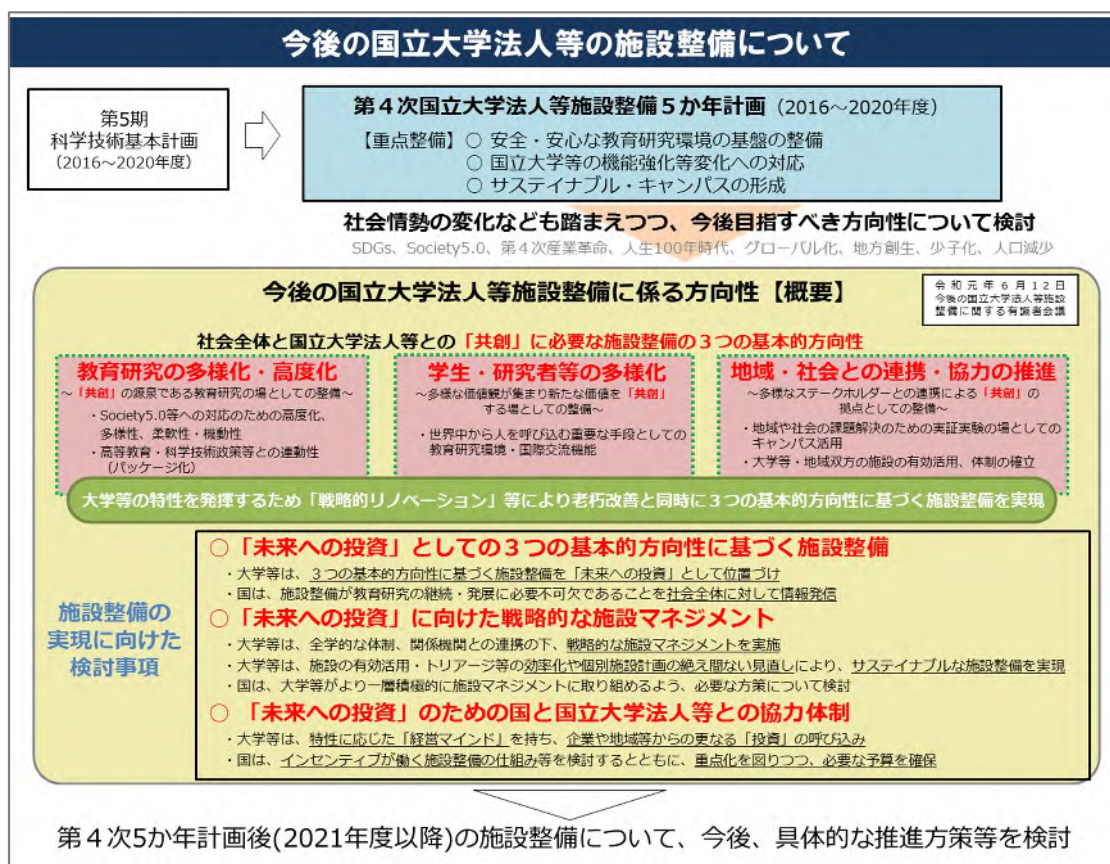 今後の国立大学法人等の施設整備について
第5期
科学技術基本計画
(2016～2020年度)
第４次国立大学法人等施設整備５か年計画（2016～2020年度）
【重点整備】○ 安全・安心な教育研究環境の基盤の整備
○ 国立大学等の機能強化等変化への対応
○ サステイナブル・キャンパスの形成
社会情勢の変化なども踏まえつつ、今後目指すべき方向性について検討
SDGs、Society5.0、第４次産業革命、人生100年時代、グローバル化、地方創生、少子化、人口減少
今後の国立大学法人等施設整備に係る方向性【概要】
令和元年６月１２日
今後の国立大学法人等施設
整備に関する有識者会議
社会全体と国立大学法人等との「共創」に必要な施設整備の３つの基本的方向性
教育研究の多様化・高度化
～「共創」の源泉である教育研究の場としての整備～
・Society5.0等への対応のための高度化、
多様性、柔軟性・機動性
・高等教育・科学技術政策等との連動性
（パッケージ化）
学生・研究者等の多様化
～多様な価値観が集まり新たな価値を「共創」
する場としての整備～
・世界中から人を呼び込む重要な手段としての
教育研究環境・国際交流機能
地域・社会との連携・協力の推進
～多様なステークホルダーとの連携による「共創」の
拠点としての整備～
・地域や社会の課題解決のための実証実験の場としての
キャンパス活用
・大学等・地域双方の施設の有効活用、体制の確立
大学等の特性を発揮するため「戦略的リノベーション」等により老朽改善と同時に３つの基本的方向性に基づく施設整備を実現
施設整備の
実現に向けた
検討事項
○「未来への投資」としての３つの基本的方向性に基づく施設整備
・大学等は、３つの基本的方向性に基づく施設整備を「未来への投資」として位置づけ
・国は、施設整備が教育研究の継続・発展に必要不可欠であることを社会全体に対して情報発信
○「未来への投資」に向けた戦略的な施設マネジメント
・大学等は、全学的な体制、関係機関との連携の下、戦略的な施設マネジメントを実施
・大学等は、施設の有効活用・トリアージ等の効率化や個別施設計画の絶え間ない見直しにより、サステイナブルな施設整備を実現
・国は、大学等がより一層積極的に施設マネジメントに取り組めるよう、必要な方策について検討
○ 「未来への投資」のための国と国立大学法人等との協力体制
・大学等は、特性に応じた「経営マインド」を持ち、企業や地域等からの更なる「投資」の呼び込み
・国は、インセンティブが働く施設整備の仕組み等を検討するとともに、重点化を図りつつ、必要な予算を確保
第４次5か年計画後(2021年度以降)の施設整備について、今後、具体的な推進方策等を検討